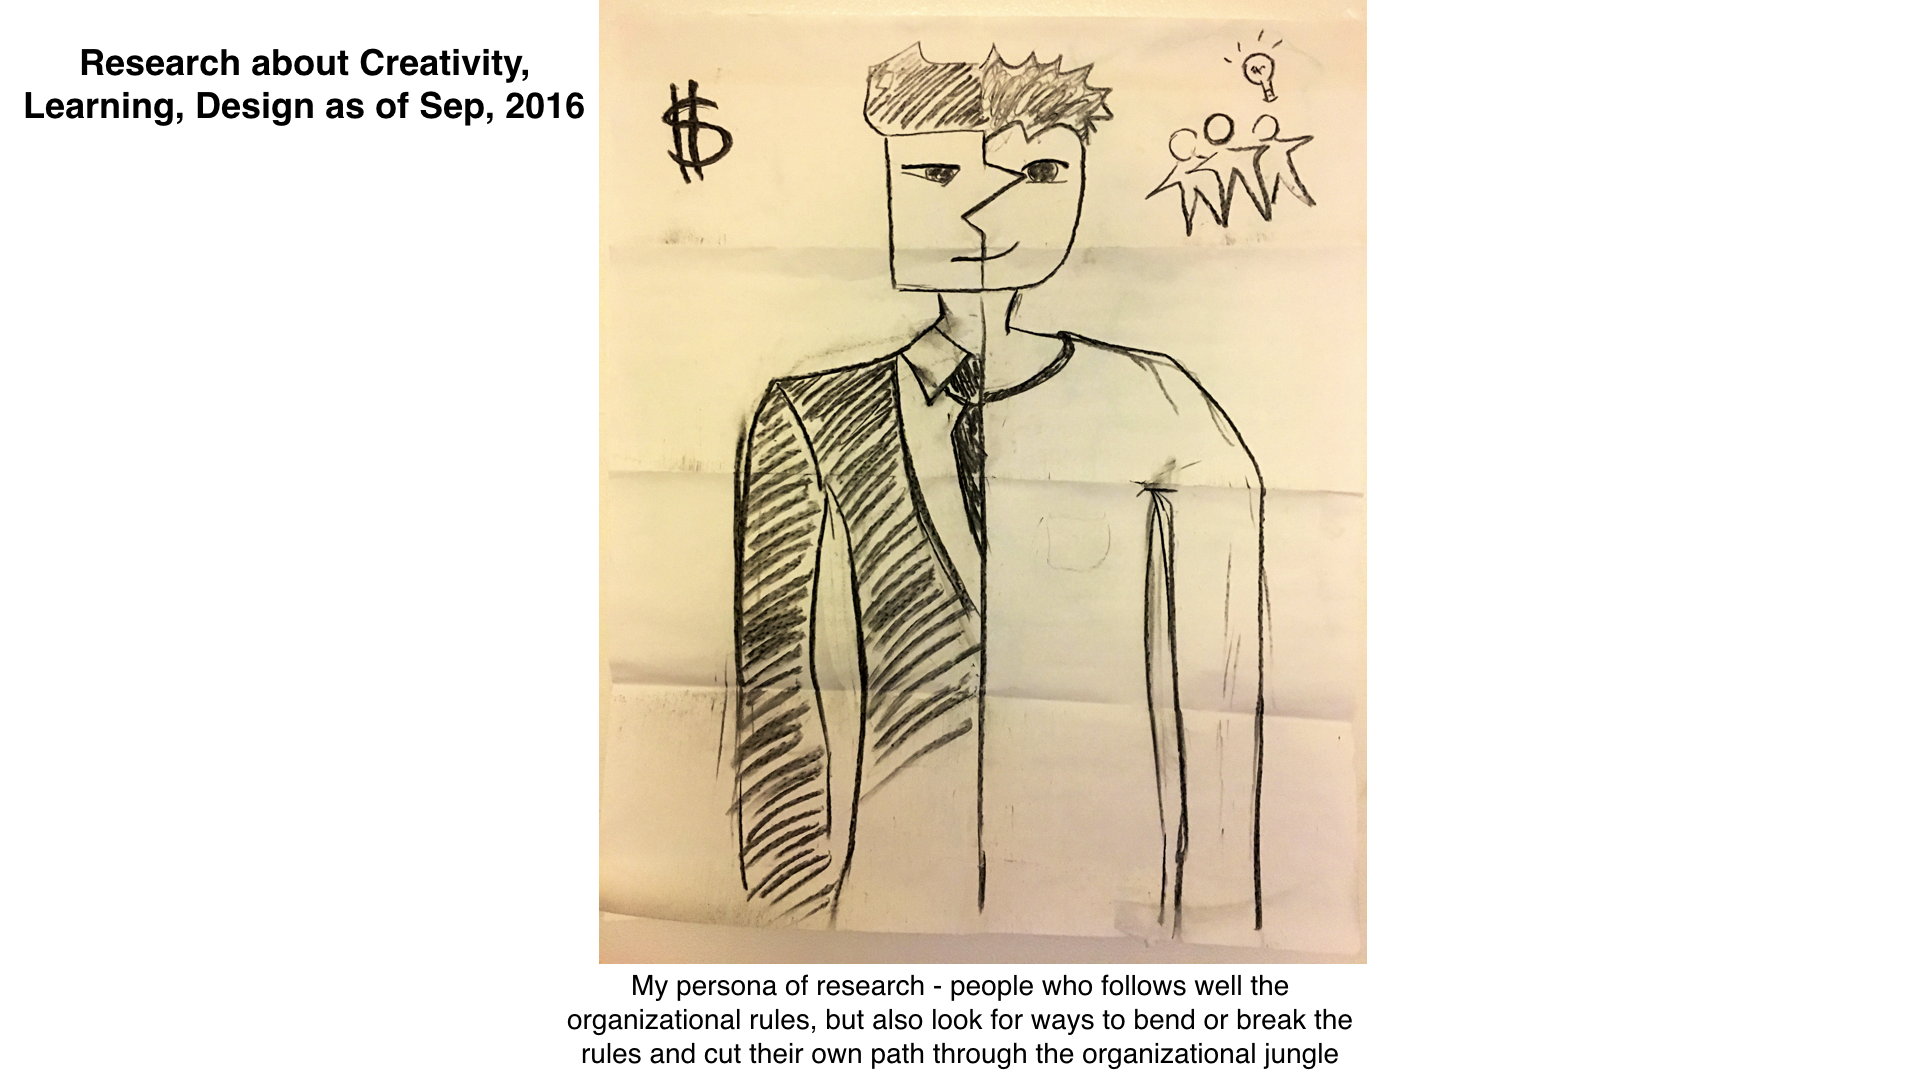 Research about Creativity,
Learning, Design as of Sep, 2016
$
My persona of research - people who follows well the
organizational rules, but also look for ways to bend or break the
rules and cut their own path through the organizational jungle